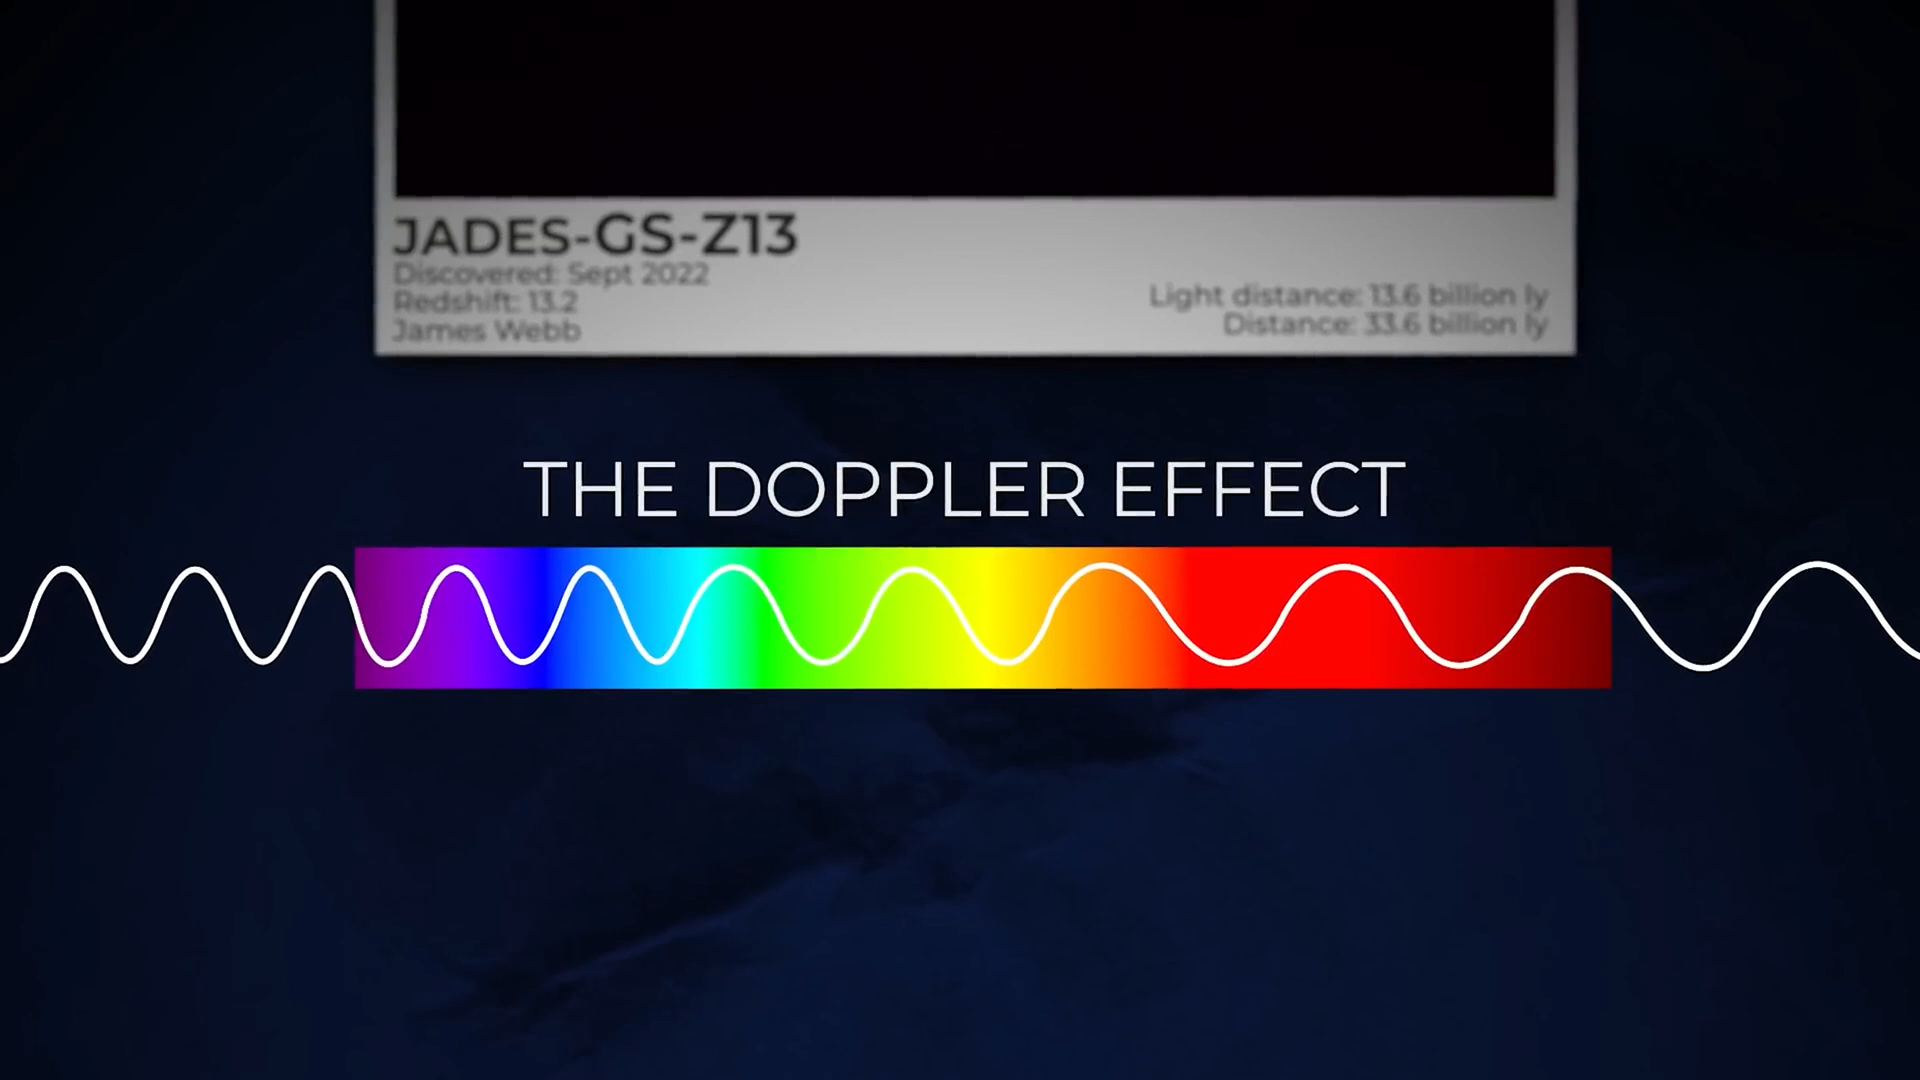 JADES-GS-Z13
Discovered: Sept 2022
Redshift: 13.2
James Webb
Light distance: 13.6 billion ly
Distance: 33.6 billion ly
THE DOPPLER EFFECT